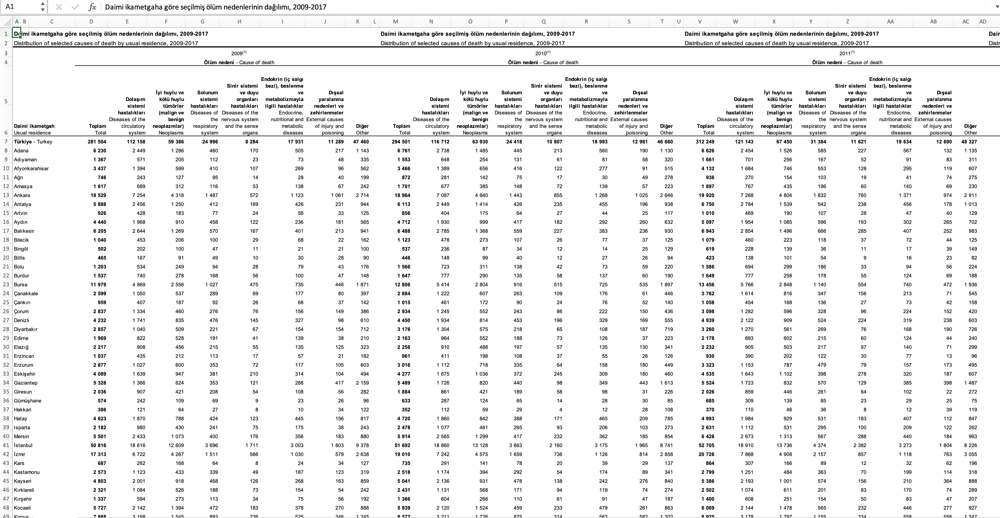 A1 fx Daimi ikametgaha göre seçilmiş ölüm nedenlerinin dağılımı, 2009-2017
A B C D E F G H I J K L M N O P Q R S T U V W X Y Z AA AB AC AD
1 Daimi ikametgaha göre seçilmiş ölüm nedenlerinin dağılımı, 2009-2017 Daimi ikametgaha göre seçilmiş ölüm nedenlerinin dağılımı, 2009-2017 Daimi ikametgaha göre seçilmiş ölüm nedenlerinin dağılımı, 2009-2017 Dain
2 Distribution of selected causes of death by usual residence, 2009-2017 Distribution of selected causes of death by usual residence, 2009-2017 Distribution of selected causes of death by usual residence, 2009-2017 Distr
3 2009(1) 2010(1) 2011(1)
4 Ölüm nedeni - Cause of death Ölüm nedeni - Cause of death Ölüm nedeni - Cause of death
Endokrin (iç salgı Endokrin (iç salgı Endokrin (iç salgı
Sinir sistemi bezi), beslenme Sinir sistemi bezi), beslenme Sinir sistemi bezi), beslenme
İyi huylu ve Solunum ve duyu ve Dışsal İyi huylu ve Solunum ve duyu ve Dışsal İyi huylu ve Solunum ve duyu ve Dışsal
5 Dolaşım kötü huylu sistemi organları metabolizmayla yaralanma Dolaşım kötü huylu sistemi organları metabolizmayla yaralanma Dolaşım kötü huylu sistemi organları metabolizmayla yaralanma
sistemi tümörler hastalıkları hastalıkları ilgili hastalıklar nedenleri ve sistemi tümörler hastalıkları hastalıkları ilgili hastalıklar nedenleri ve sistemi tümörler hastalıkları hastalıkları ilgili hastalıklar nedenleri ve
hastalıkları (malign ve Diseases of Diseases of the Endocrine, zehirlenmeler hastalıkları (malign ve Diseases of Diseases of the Endocrine, zehirlenmeler hastalıkları (malign ve Diseases of Diseases of the Endocrine, zehirlenmeler
Diseases of the benign the nervous system nutritional and External causes Diseases of the benign the nervous system nutritional and External causes Diseases of the benign the nervous system nutritional and External causes
Daimi ikametgah Toplam circulatory neoplazmlar) respiratory and the sense metabolic of injury and Diğer Toplam circulatory neoplazmlar) respiratory and the sense metabolic of injury and Diğer Toplam circulatory neoplazmlar) respiratory and the sense metabolic of injury and Diğer
6 Usual residence Total system Neoplasms system organs diseases poisoning Other Total system Neoplasms system organs diseases poisoning Other Total system Neoplasms system organs diseases poisoning Other
7 Türkiye - Turkey 281 504 112 158 59 386 24 996 8 284 17 931 11 289 47 460 294 501 116 712 63 930 24 418 10 807 18 993 12 981 46 660 312 249 121 143 67 450 31 384 11 621 19 634 12 690 48 327
8 Adana 6 230 2 449 1 286 460 170 505 217 1 143 6 761 2 738 1 485 445 213 560 190 1 130 6 626 2 454 1 526 585 227 567 132 1 135
9 Adıyaman 1 367 571 205 112 23 73 48 335 1 553 648 254 131 61 81 58 320 1 661 701 256 167 52 91 83 311
10 Afyonkarahisar 3 437 1 394 599 410 107 269 96 562 3 466 1 389 656 416 122 277 91 515 4 132 1 684 746 553 128 295 119 607
11 Ağrı 746 243 127 95 14 28 40 199 872 281 142 75 17 30 49 278 936 270 154 103 19 41 74 275
12 Amasya 1 617 689 312 116 53 138 67 242 1 701 677 385 148 72 139 57 223 1 897 767 435 196 60 140 69 230
13 Ankara 18 529 7 254 4 318 1 487 572 1 123 1 061 2 714 18 964 7 087 4 640 1 443 855 1 268 1 025 2 646 19 920 7 268 4 804 1 832 760 1 371 974 2 911
14 Antalya 5 888 2 456 1 250 412 169 426 231 944 6 113 2 449 1 414 426 235 455 196 938 6 750 2 784 1 539 542 238 456 178 1 013
15 Artvin 926 428 183 77 24 56 33 125 856 404 175 64 27 44 25 117 1 010 469 190 107 28 47 40 129
16 Aydın 4 440 1 968 910 458 122 236 181 565 4 712 1 930 999 417 182 292 260 632 5 097 1 954 1 085 596 193 302 265 702
17 Balıkesir 6 205 2 644 1 269 570 167 401 213 941 6 488 2 785 1 368 559 227 383 236 930 6 943 2 854 1 496 666 285 407 252 983
18 Bilecik 1 040 453 206 100 29 68 22 162 1 123 478 273 107 26 77 37 125 1 079 460 223 118 37 72 44 125
19 Bingöl 502 202 100 47 11 21 21 100 537 236 87 34 12 14 25 129 619 228 139 36 11 17 39 149
20 Bitlis 465 167 91 49 10 30 28 90 446 148 99 40 12 27 26 94 423 138 101 54 9 16 23 82
21 Bolu 1 203 534 249 94 28 79 43 176 1 566 723 311 138 42 73 59 220 1 586 694 299 186 33 94 56 224
22 Burdur 1 537 740 278 168 56 100 47 148 1 647 777 290 135 58 137 60 190 1 649 777 258 178 55 124 69 188
23 Bursa 11 979 4 869 2 556 1 027 475 735 446 1 871 12 806 5 414 2 804 916 515 725 535 1 897 13 456 5 766 2 848 1 140 554 740 472 1 936
24 Çanakkale 2 599 1 050 537 289 69 177 80 397 2 884 1 222 607 263 109 176 61 446 3 762 1 614 816 347 156 213 71 545
25 Çankırı 959 407 187 92 26 68 37 142 1 015 461 172 90 24 76 52 140 1 058 454 168 136 27 73 42 158
26 Çorum 2 837 1 334 460 276 76 156 149 386 2 934 1 245 552 243 86 222 150 436 3 098 1 282 596 328 96 224 152 420
27 Denizli 4 232 1 741 835 476 145 327 98 610 4 450 1 934 814 453 196 329 169 555 4 939 2 122 909 524 224 319 238 603
28 Diyarbakır 2 857 1 040 509 221 67 154 154 712 3 176 1 304 575 218 65 108 187 719 3 260 1 270 561 269 76 168 190 726
29 Edirne 1 969 822 528 191 41 139 38 210 2 163 964 552 188 73 126 37 223 2 178 893 602 215 60 124 44 240
30 Elazığ 2 217 908 456 215 55 135 125 323 2 258 910 488 197 57 135 130 341 2 232 905 503 217 97 140 71 299
31 Erzincan 1 037 435 212 113 17 57 21 182 961 411 198 108 37 55 26 126 930 390 202 122 30 77 13 96
32 Erzurum 2 877 1 027 600 353 72 117 105 603 3 016 1 112 718 335 64 158 180 449 3 323 1 153 787 479 79 157 173 495
33 Eskişehir 4 089 1 639 947 381 210 314 104 494 4 277 1 675 1 036 372 245 309 180 460 4 535 1 643 1 102 398 278 320 187 607
34 Gaziantep 5 328 1 366 624 353 121 288 417 2 159 5 489 1 726 820 440 98 349 443 1 613 5 524 1 723 832 570 129 385 398 1 487
35 Giresun 2 036 907 421 208 54 108 56 282 1 884 861 421 189 58 98 31 226 2 026 859 446 261 64 102 22 272
36 Gümüşhane 574 242 109 69 9 23 26 96 633 287 124 65 14 28 30 85 685 309 139 85 23 29 25 75
37 Hakkari 386 121 64 27 8 10 34 122 352 112 59 29 4 12 28 108 370 110 46 36 8 12 39 119
38 Hatay 4 623 1 870 788 424 123 445 156 817 4 720 1 860 842 388 171 465 209 785 4 993 1 984 929 531 183 407 112 847
39 Isparta 2 182 980 430 241 75 175 38 243 2 478 1 077 461 265 93 206 103 273 2 631 1 112 531 295 100 209 122 262
40 Mersin 5 501 2 433 1 073 400 176 356 183 880 5 914 2 565 1 299 417 232 362 185 854 6 428 2 673 1 313 567 288 440 184 963
41 İstanbul 50 816 18 616 12 609 3 696 1 711 3 003 1 803 9 378 51 692 18 860 13 128 3 663 2 160 3 175 1 965 8 741 52 705 18 910 13 736 4 374 2 382 3 273 1 804 8 226
42 İzmir 17 313 6 722 4 267 1 511 566 1 030 579 2 638 19 010 7 242 4 575 1 659 736 1 126 814 2 858 20 726 7 868 4 908 2 157 857 1 118 763 3 055
43 Kars 687 262 168 64 8 24 34 127 735 291 141 78 20 39 29 137 864 307 166 89 12 32 62 196
44 Kastamonu 2 573 1 123 433 339 49 187 123 319 2 518 1 174 394 292 54 174 89 341 2 799 1 251 484 363 70 199 114 318
45 Kayseri 4 803 2 001 918 468 126 268 163 859 5 041 2 136 931 478 138 242 276 840 5 386 2 193 1 001 574 156 210 364 888
46 Kırklareli 2 321 1 084 526 188 73 154 54 242 2 431 1 131 568 171 94 119 74 274 2 502 1 074 611 201 83 170 74 289
47 Kırşehir 1 337 594 273 113 34 75 56 192 1 366 604 266 110 61 91 47 187 1 400 608 251 154 50 83 47 207
48 Kocaeli 5 727 2 142 1 394 472 183 378 270 888 5 939 2 120 1 524 459 233 479 261 863 6 069 2 144 1 478 565 232 446 277 927
49 Konya 7 988 3 198 1 545 893 236 525 346 1 245 8 572 3 211 1 726 875 314 562 582 1 302 8 925 3 178 1 797 1 155 334 558 556 1 347